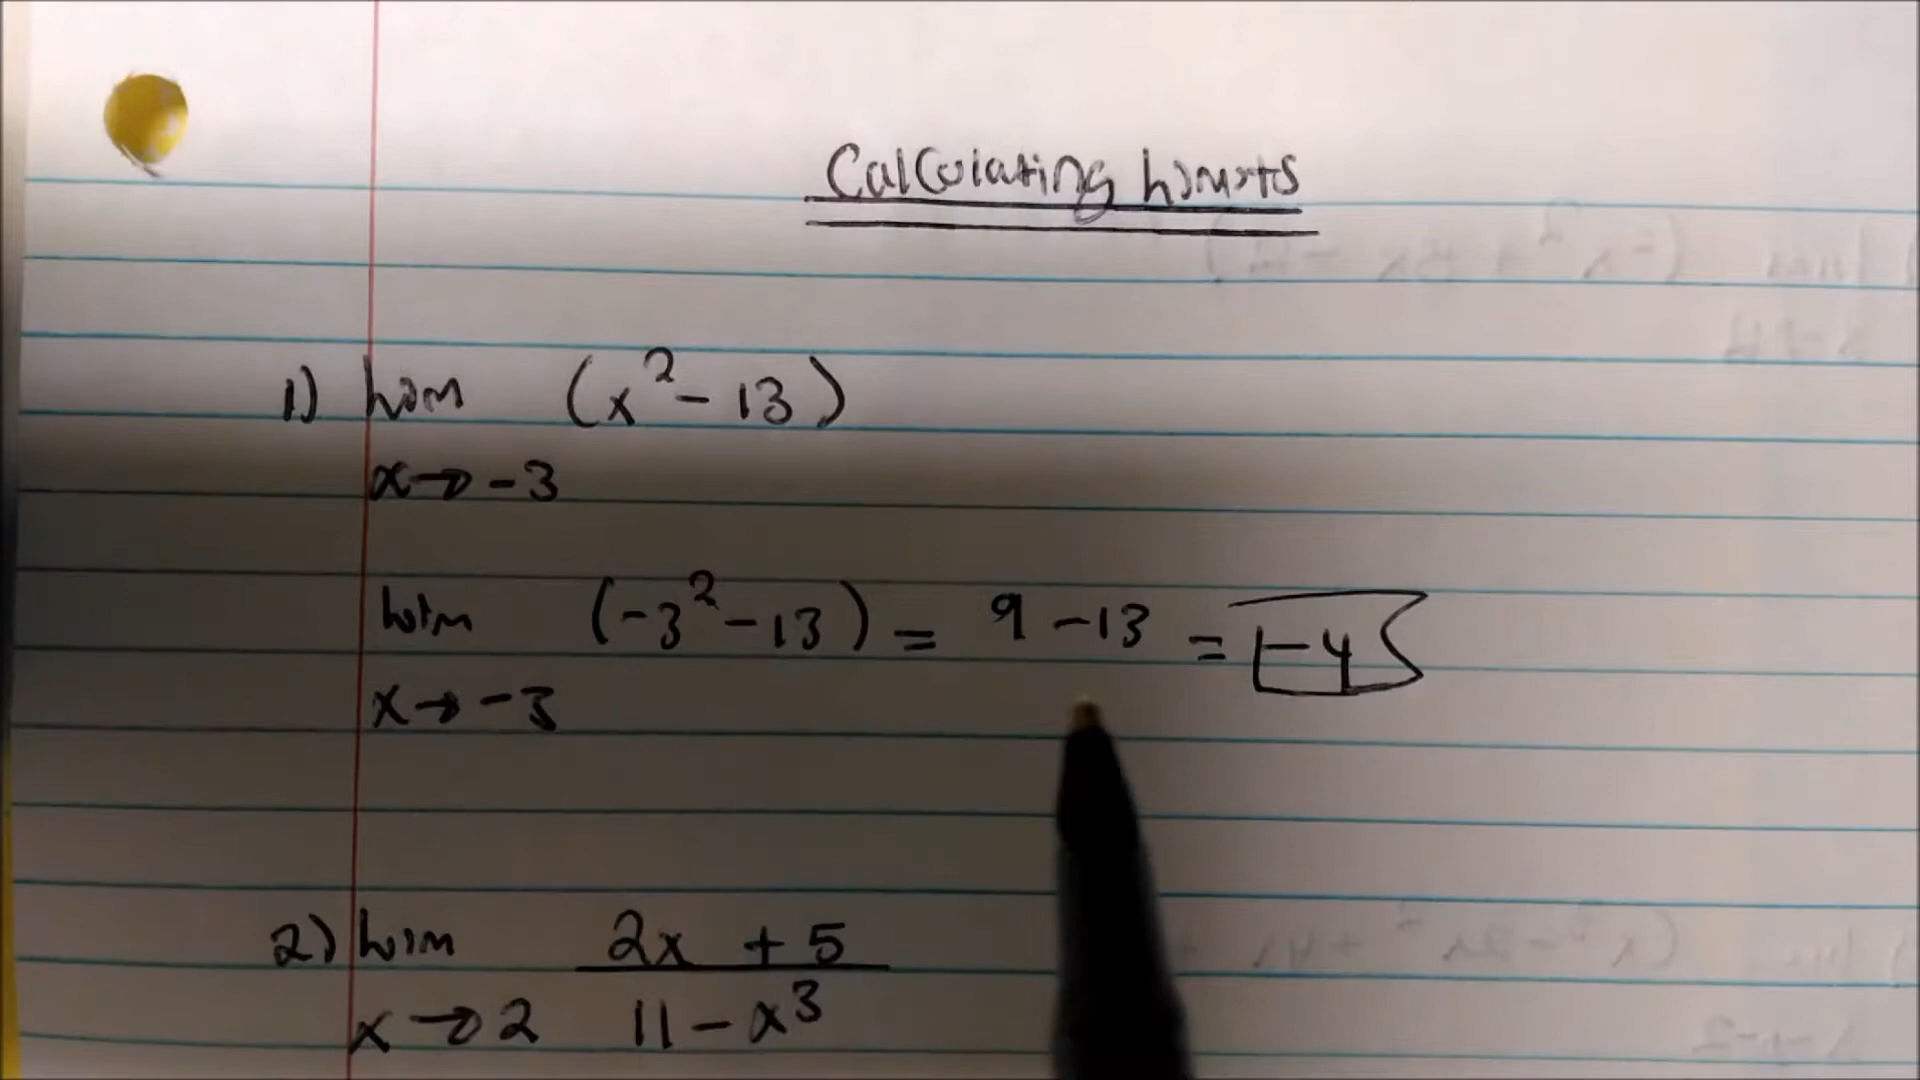 Calculating Limits
1) Lim (x² - 13)
x → -3
Lim (-3² - 13) = 9 - 13 = -4
x → -3
2) Lim 2x + 5
x → 2 11 - x³